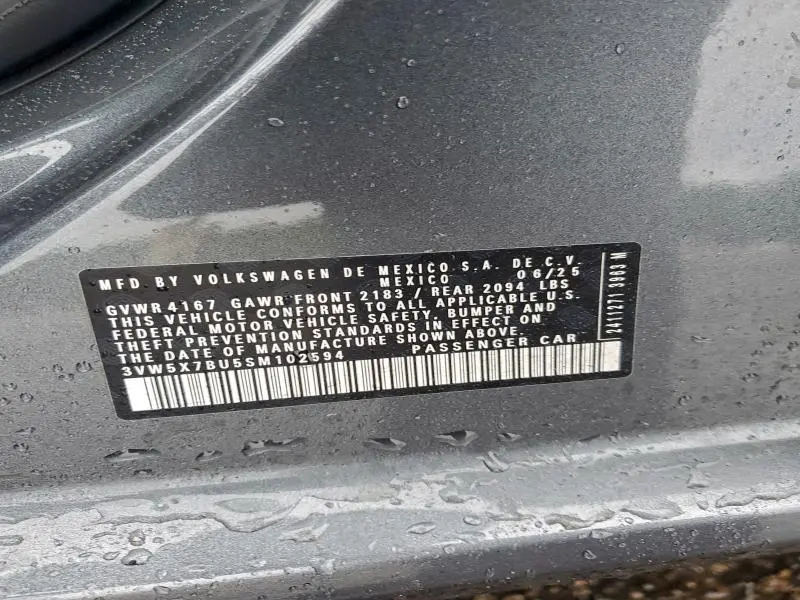 MFD BY VOLKSWAGEN DE MEXICO S.A. DE C.V.
MEXICO 06/25
GVWR 4167 GAWR FRONT 2183 / REAR 2094 LBS
THIS VEHICLE CONFORMS TO ALL APPLICABLE U.S.
FEDERAL MOTOR VEHICLE SAFETY, BUMPER AND
THEFT PREVENTION STANDARDS IN EFFECT ON
THE DATE OF MANUFACTURE SHOWN ABOVE.
3VW5X7BU5SM102594 PASSENGER CAR
2411271 3993 M